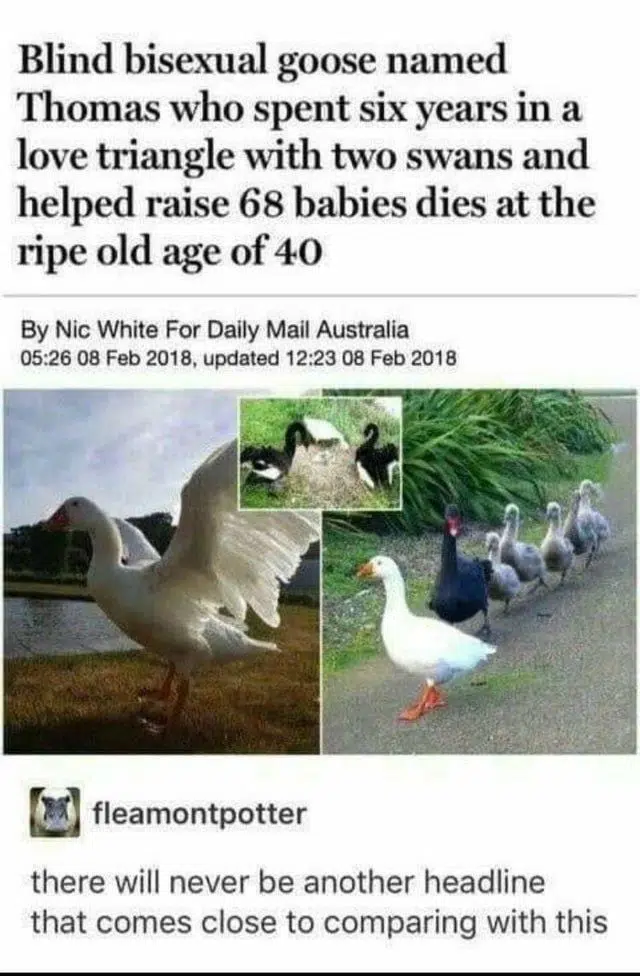 Blind bisexual goose named
Thomas who spent six years in a
love triangle with two swans and
helped raise 68 babies dies at the
ripe old age of 40
By Nic White For Daily Mail Australia
05:26 08 Feb 2018, updated 12:23 08 Feb 2018
fleamontpotter
there will never be another headline
that comes close to comparing with this